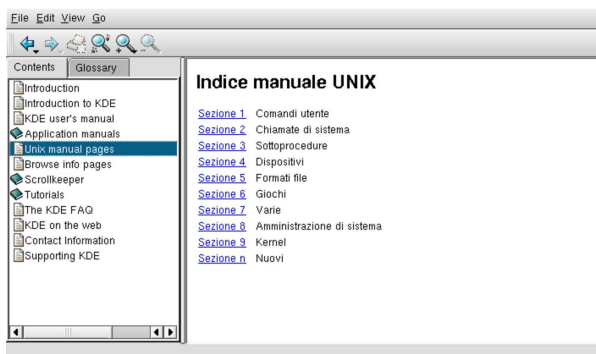 File Edit View Go
Contents Glossary
Introduction
Introduction to KDE
KDE user's manual
Application manuals
Unix manual pages
Browse info pages
Scrollkeeper
Tutorials
The KDE FAQ
KDE on the web
Contact Information
Supporting KDE
Indice manuale UNIX
Sezione 1 Comandi utente
Sezione 2 Chiamate di sistema
Sezione 3 Sottoprocedure
Sezione 4 Dispositivi
Sezione 5 Formati file
Sezione 6 Giochi
Sezione 7 Varie
Sezione 8 Amministrazione di sistema
Sezione 9 Kernel
Sezione n Nuovi